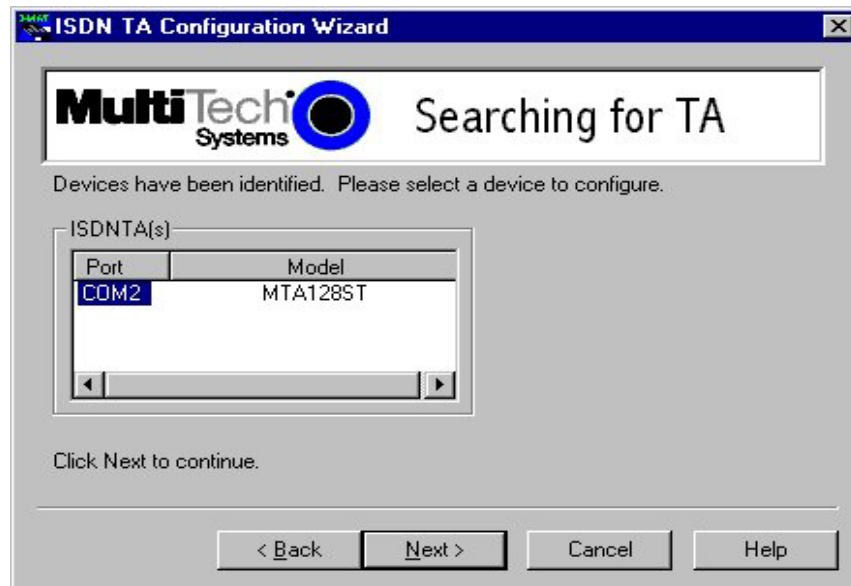 ISDN TA Configuration Wizard
MultiTech Systems
Searching for TA
Devices have been identified. Please select a device to configure.
ISDNTA(s)
Port Model
COM2 MTA128ST
Click Next to continue.
< Back Next > Cancel Help